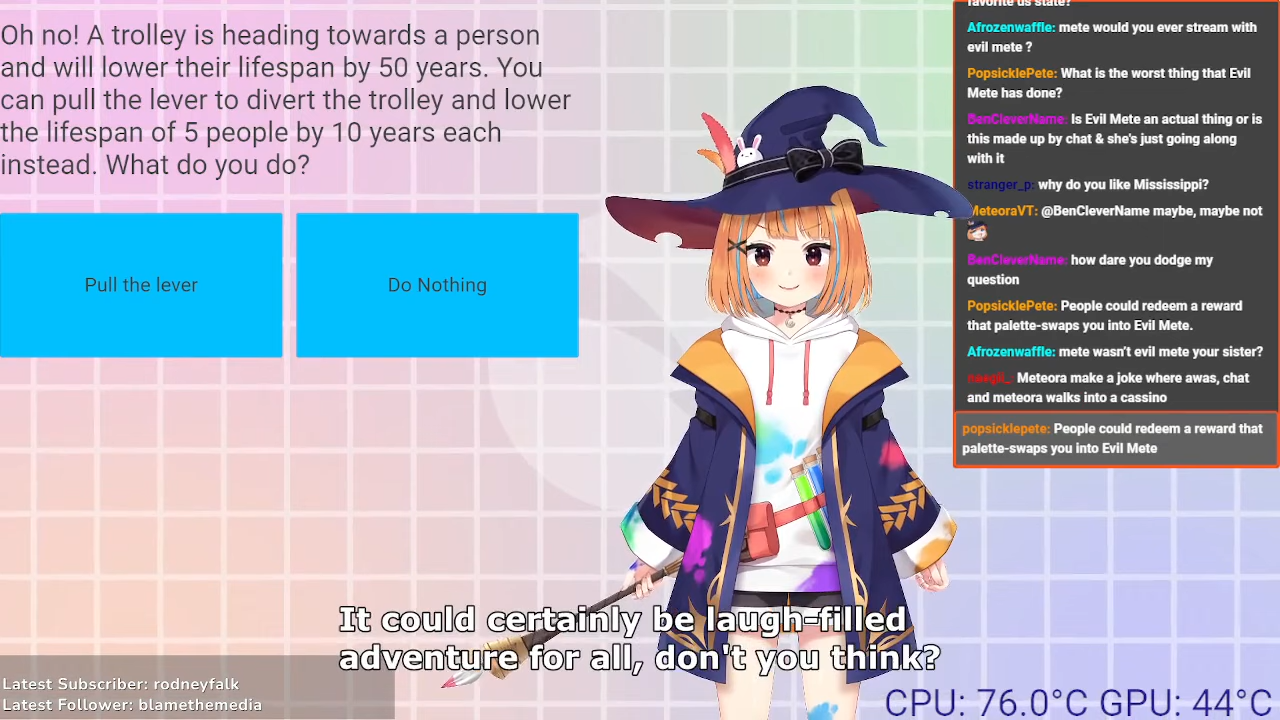 Oh no! A trolley is heading towards a person
and will lower their lifespan by 50 years. You
can pull the lever to divert the trolley and lower
the lifespan of 5 people by 10 years each
instead. What do you do?
Pull the lever
Do Nothing
favorite us state?
Afrozenwaffle: mete would you ever stream with
evil mete ?
PopsicklePete: What is the worst thing that Evil
Mete has done?
BenCleverName: Is Evil Mete an actual thing or is
this made up by chat & she's just going along
with it
stranger_p: why do you like Mississippi?
MeteoraVT: @BenCleverName maybe, maybe not
BenCleverName: how dare you dodge my
question
PopsicklePete: People could redeem a reward
that palette-swaps you into Evil Mete.
Afrozenwaffle: mete wasn't evil mete your sister?
Meteora make a joke where awas, chat
and meteora walks into a cassino
popsicklepete: People could redeem a reward that
palette-swaps you into Evil Mete
It could certainly be laugh-filled
adventure for all, don't you think?
Latest Subscriber: rodneyfalk
Latest Follower: blamethemedia
CPU: 76.0°C GPU: 44°C